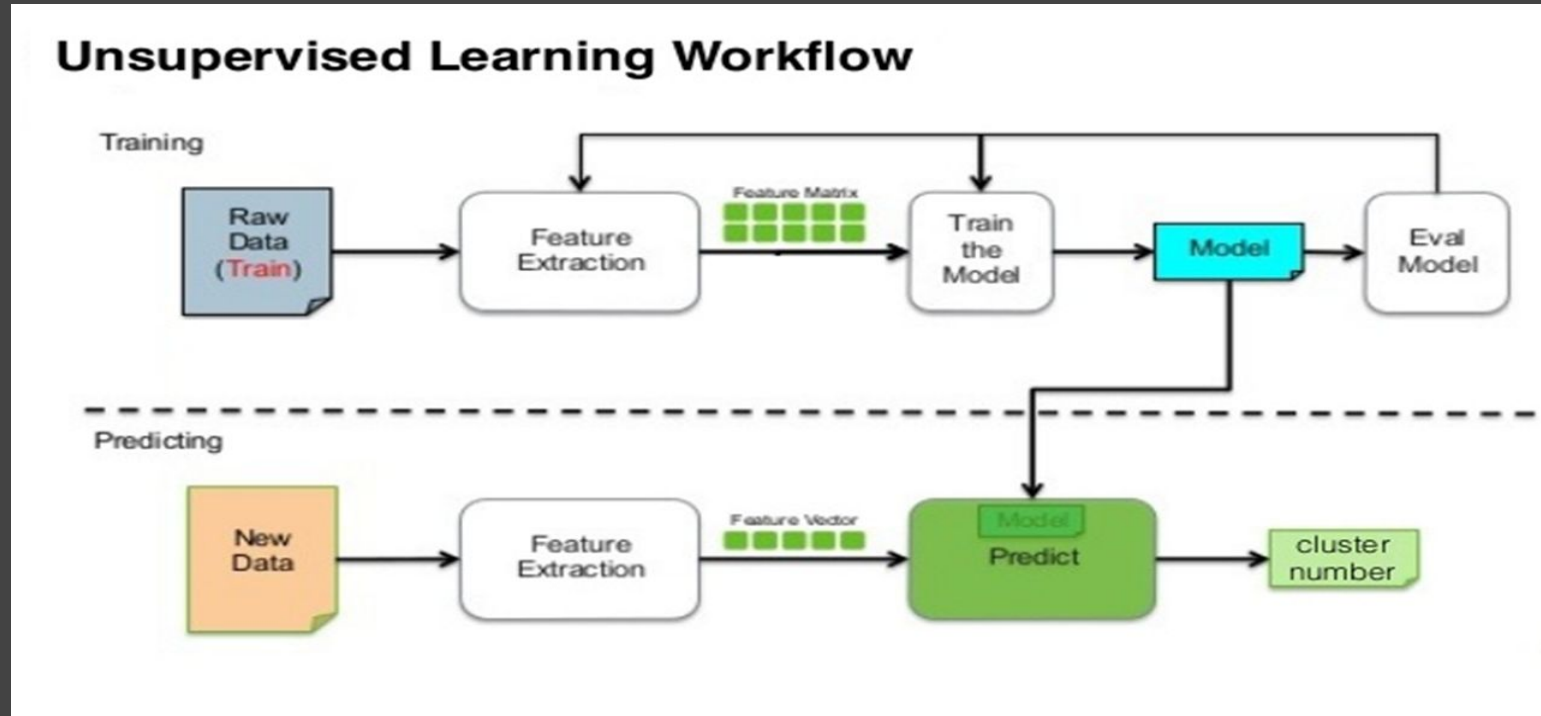 Unsupervised Learning Workflow
Training
Raw
Data
(Train)
Feature
Extraction
Feature Matrix
Train
the
Model
Model
Eval
Model
Predicting
New
Data
Feature
Extraction
Feature Vector
Model
Predict
cluster
number